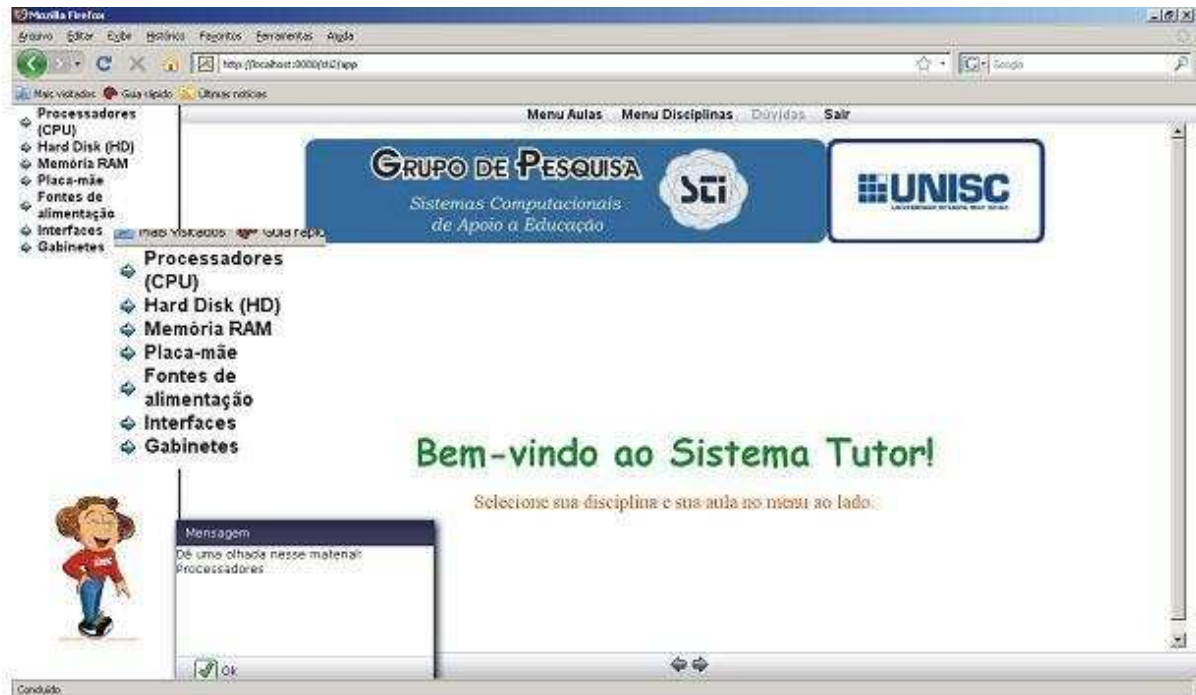 Mozilla Firefox
Arquivo Editar Exibir Histórico Favoritos Ferramentas Ajuda
Google
Mais visitados Guia rápido Últimas notícias
Menu Aulas Menu Disciplinas Dúvidas Sair
Processadores
(CPU)
Hard Disk (HD)
Memória RAM
Placa-mãe
Fontes de
alimentação
Interfaces
Gabinetes
GRUPO DE PESQUISA
Sistemas Computacionais
de Apoio a Educação
STI
UNISC
Mais visitados Guia rápid
Processadores
(CPU)
Hard Disk (HD)
Memória RAM
Placa-mãe
Fontes de
alimentação
Interfaces
Gabinetes
Bem-vindo ao Sistema Tutor!
Selecione sua disciplina e sua aula no menu ao lado.
UNISC
Mensagem
Dê uma olhada nesse material:
Processadores
Ok
Concluído